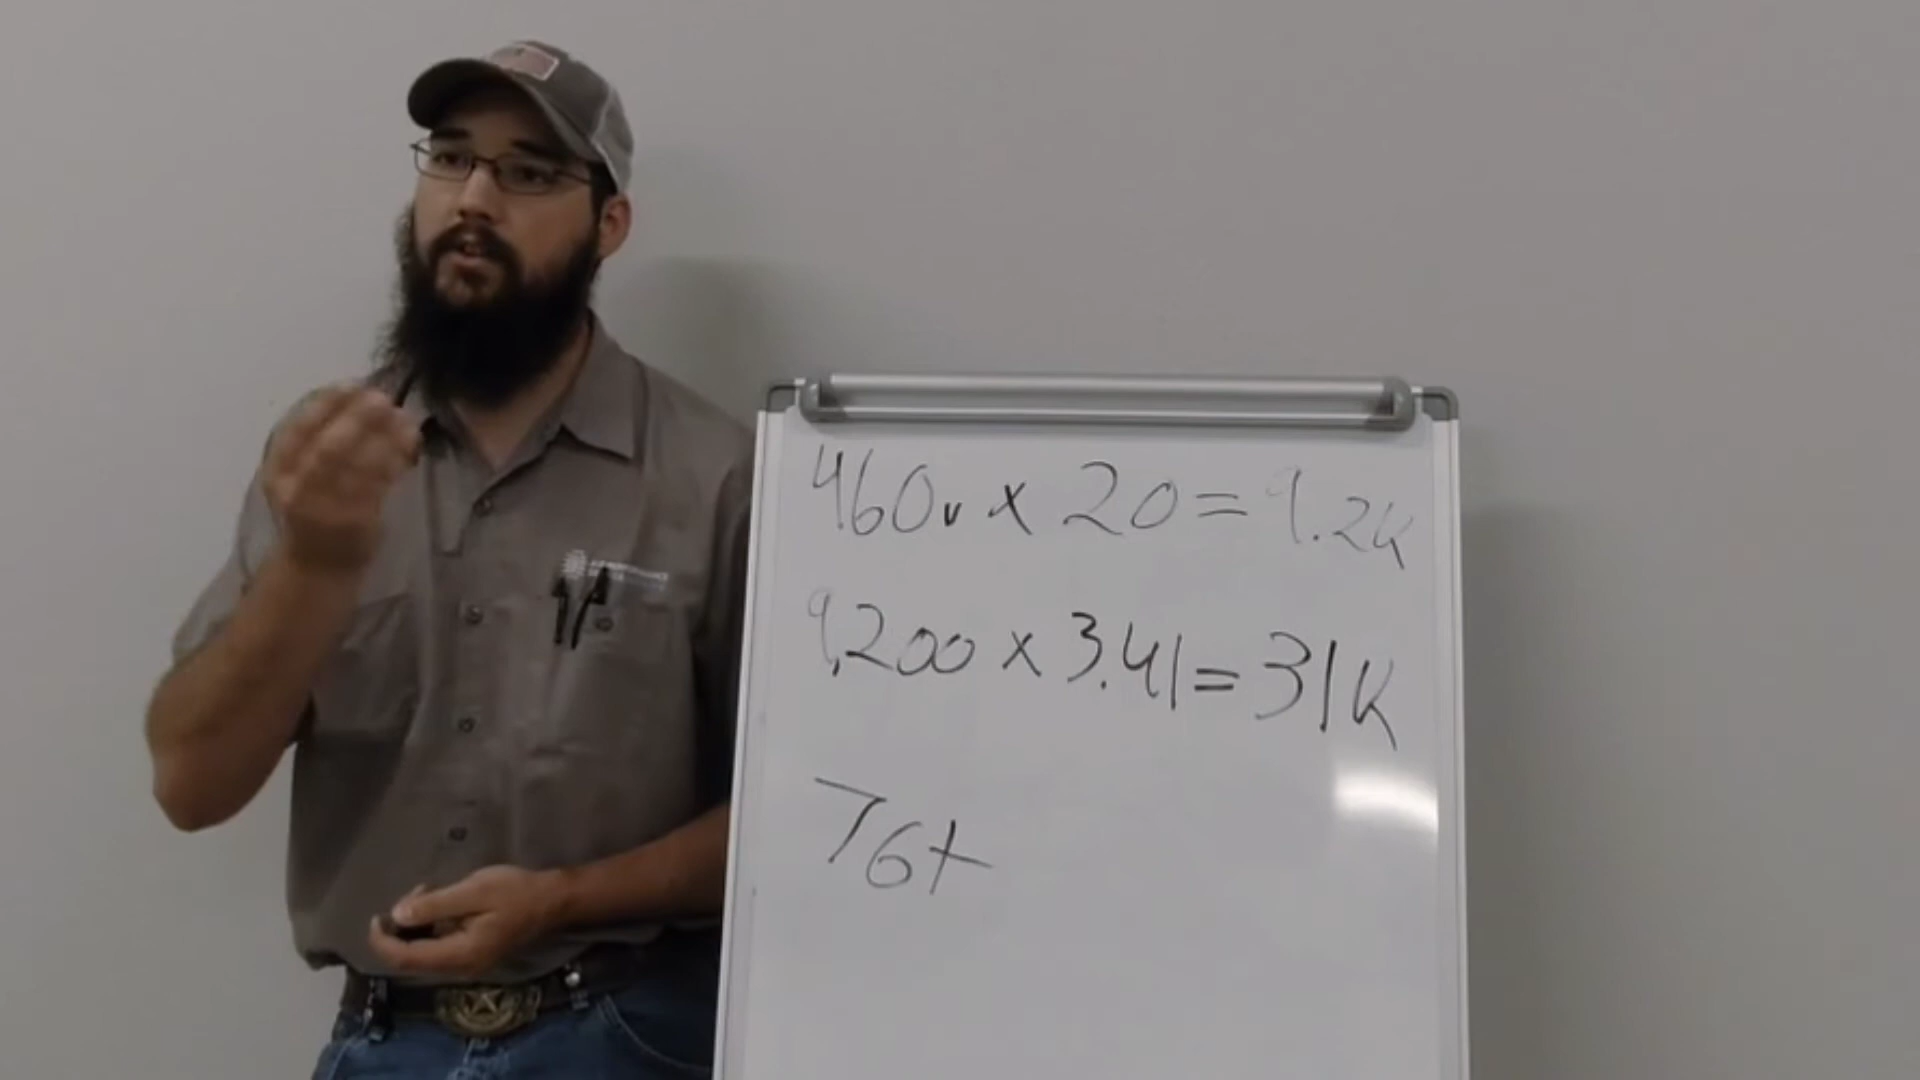 460v x 20 = 9.2K
9,200 x 3.41 = 31K
76+